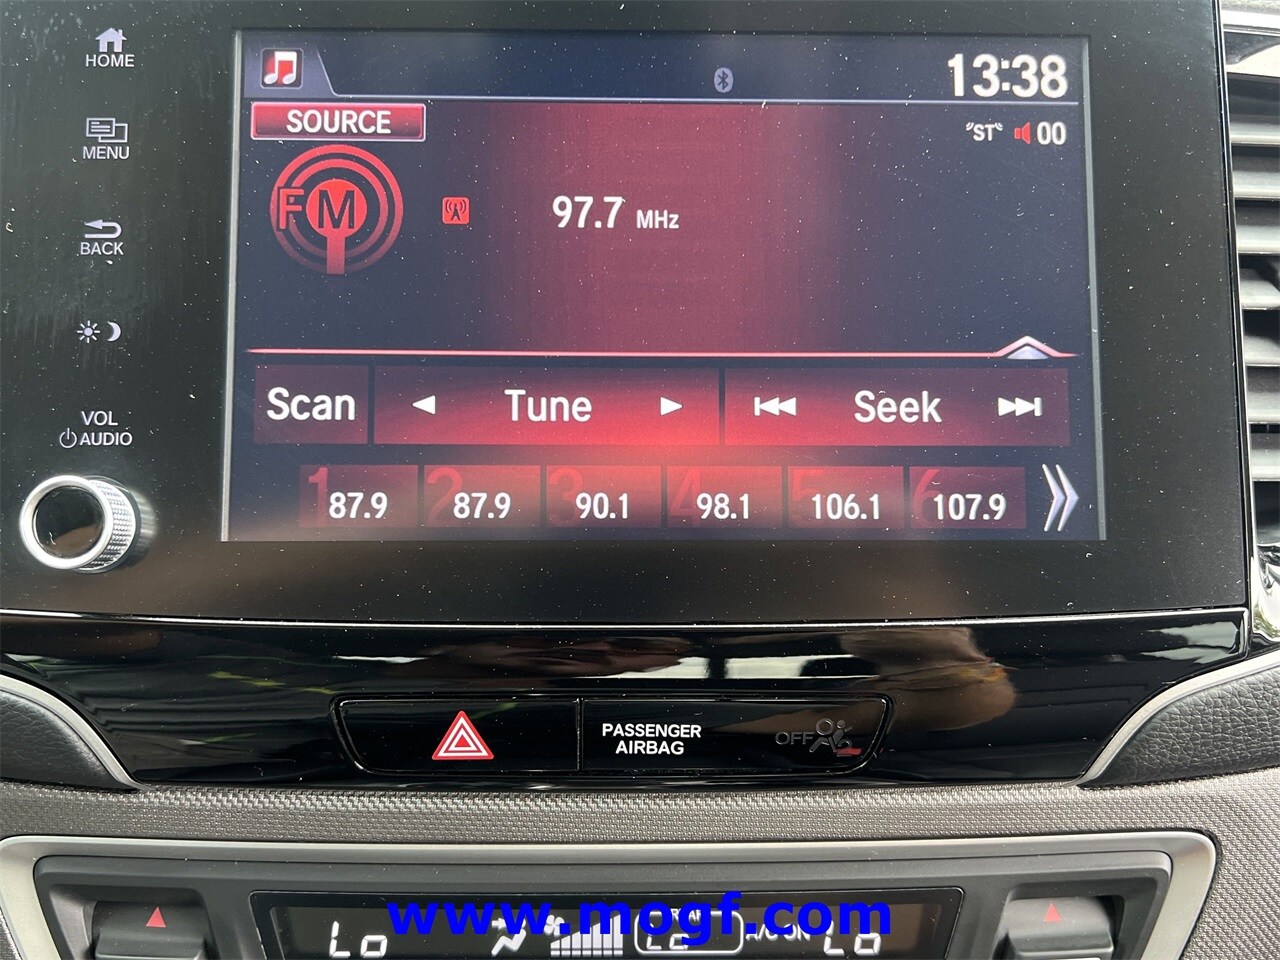 HOME
13:38
SOURCE
"ST" 00
MENU
FM
97.7 MHz
BACK
Scan
Tune
Seek
VOL
AUDIO
1 87.9
2 87.9
3 90.1
4 98.1
5 106.1
6 107.9
PASSENGER
AIRBAG
OFF
www.mogf.com
Lo
A/C ON
Lo